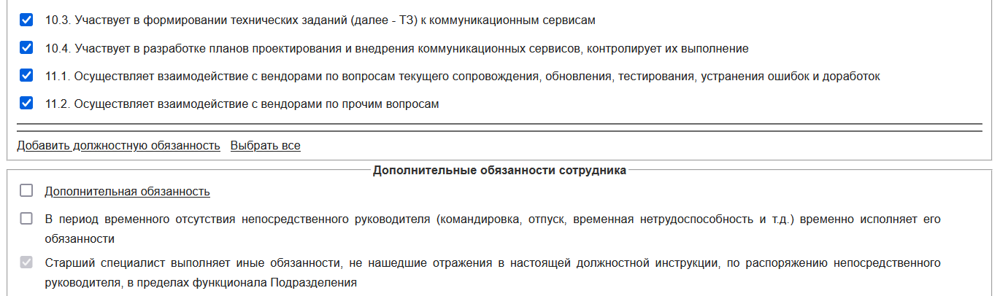 10.3. Участвует в формировании технических заданий (далее - ТЗ) к коммуникационным сервисам
10.4. Участвует в разработке планов проектирования и внедрения коммуникационных сервисов, контролирует их выполнение
11.1. Осуществляет взаимодействие с вендорами по вопросам текущего сопровождения, обновления, тестирования, устранения ошибок и доработок
11.2. Осуществляет взаимодействие с вендорами по прочим вопросам
Добавить должностную обязанность Выбрать все
Дополнительные обязанности сотрудника
Дополнительная обязанность
В период временного отсутствия непосредственного руководителя (командировка, отпуск, временная нетрудоспособность и т.д.) временно исполняет его
обязанности
Старший специалист выполняет иные обязанности, не нашедшие отражения в настоящей должностной инструкции, по распоряжению непосредственного
руководителя, в пределах функционала Подразделения